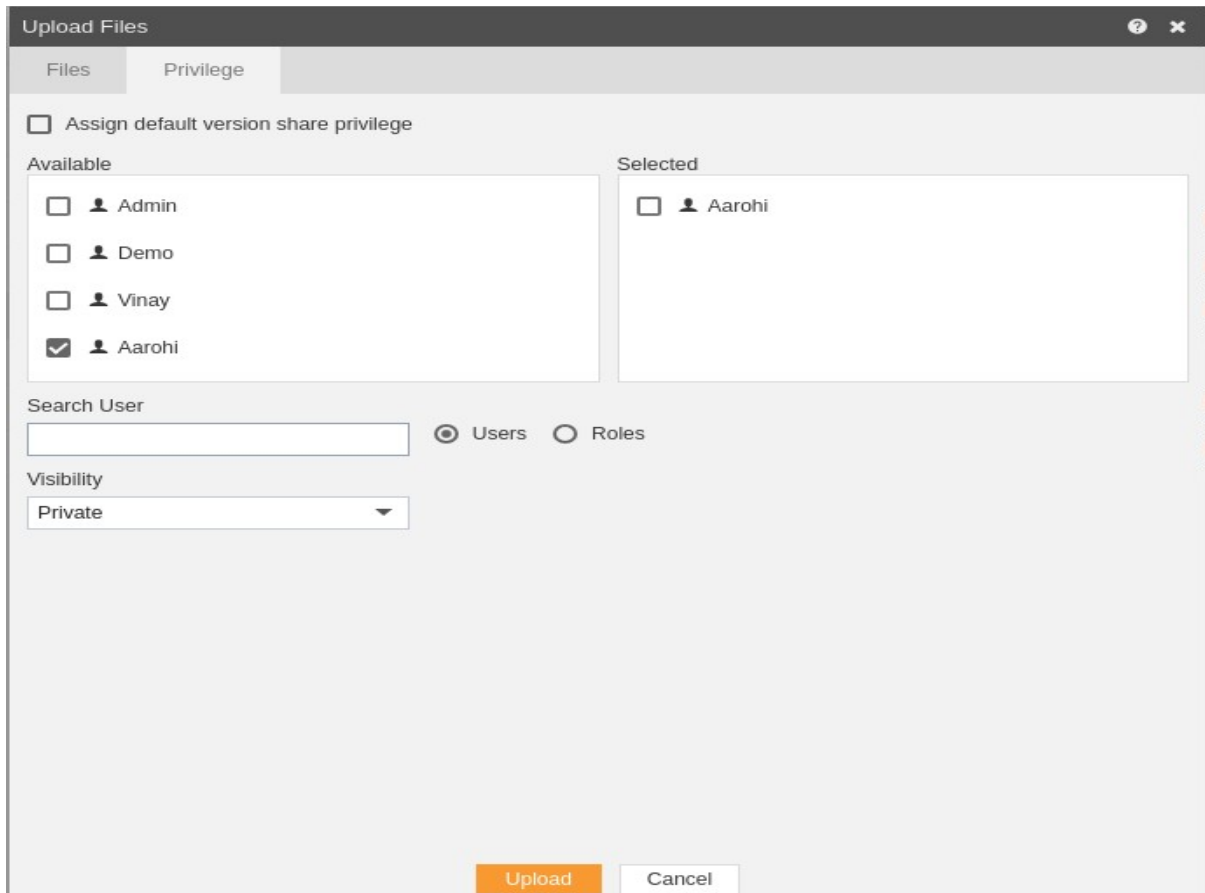 Upload Files
Files Privilege
Assign default version share privilege
Available Selected
Admin Aarohi
Demo
Vinay
Aarohi
Search User
Users Roles
Visibility
Private
Upload Cancel